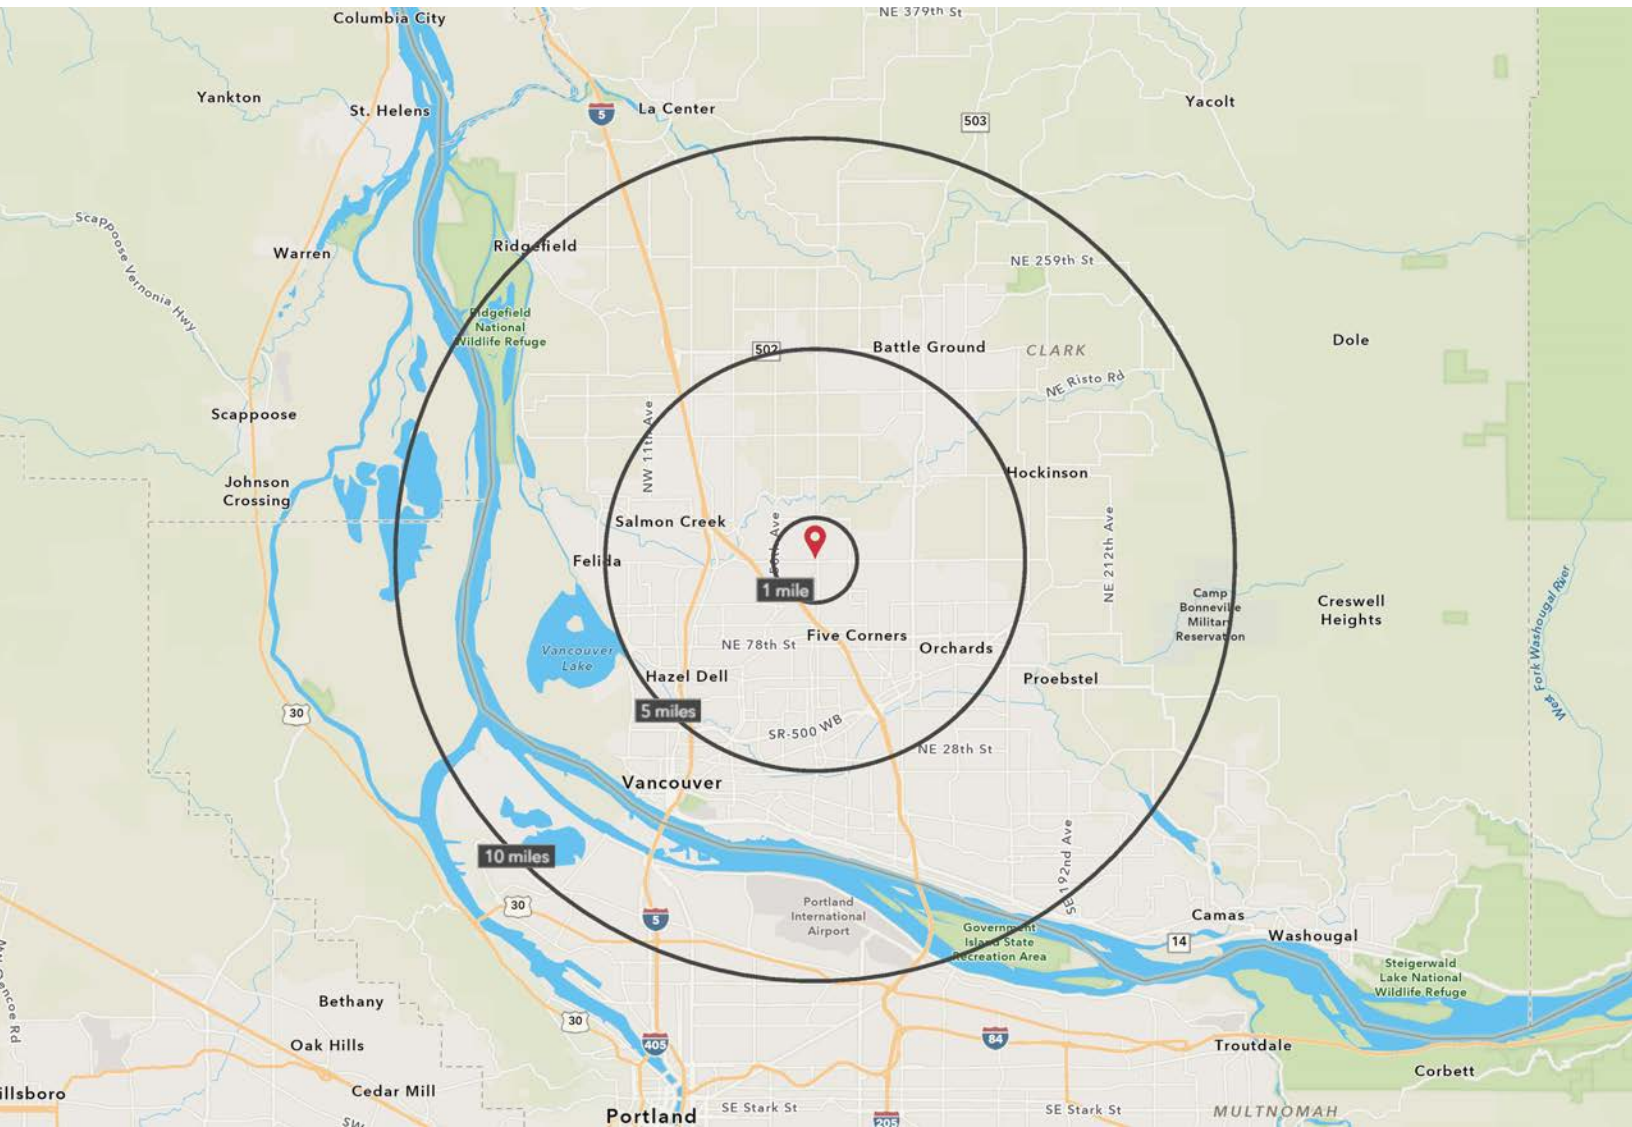 Columbia City
NE 379th St
Yankton
St. Helens
5
La Center
503
Yacolt
Scappoose Vernonia Hwy
Warren
Ridgefield
NE 259th St
Ridgefield
National
Wildlife Refuge
502
Battle Ground
CLARK
Dole
NE Risto Rd
Scappoose
NW 11th Ave
Hockinson
Johnson
Crossing
Salmon Creek
Felida
NE 212th Ave
1 mile
Camp
Bonneville
Military
Reservation
Creswell
Heights
West Fork Washougal River
Five Corners
NE 78th St
Orchards
Vancouver
Lake
Hazel Dell
Proebstel
30
5 miles
SR-500 WB
NE 28th St
Vancouver
10 miles
SE 192nd Ave
30
Portland
International
Airport
5
Government
Island State
Recreation Area
Camas
14
Washougal
Steigerwald
Lake National
Wildlife Refuge
Bethany
30
Oak Hills
405
84
Troutdale
Corbett
illsboro
Cedar Mill
Portland
SE Stark St
205
SE Stark St
MULTNOMAH
SW